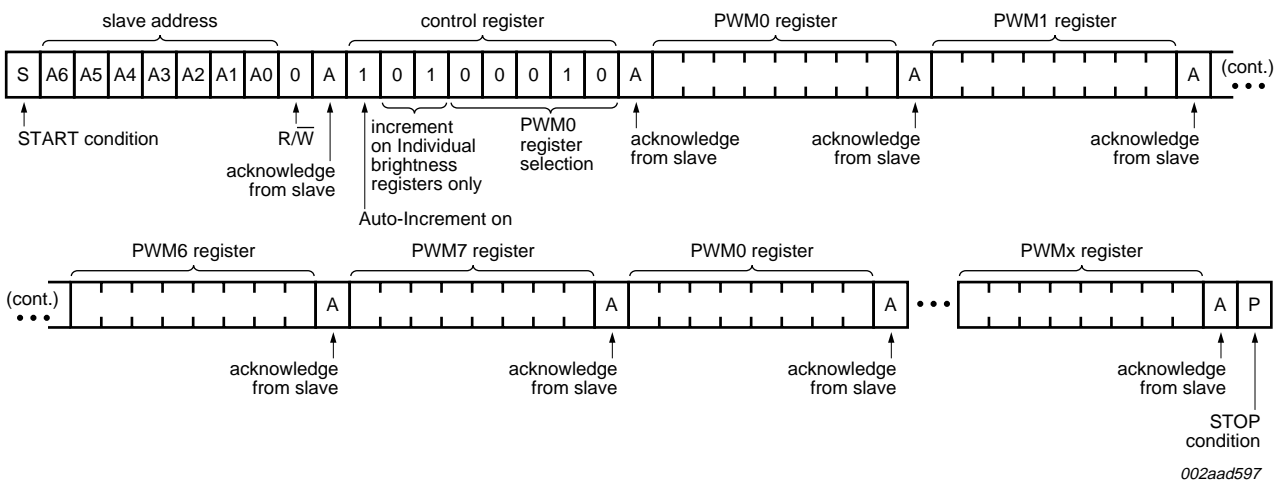 slave address control register PWM0 register PWM1 register
S A6 A5 A4 A3 A2 A1 A0 0 A 1 0 1 0 0 0 1 0 A A A (cont.)
START condition
R/W
acknowledge
from slave
increment
on Individual
brightness
registers only
PWM0
register
selection
acknowledge
from slave
acknowledge
from slave
acknowledge
from slave
Auto-Increment on
PWM6 register PWM7 register PWM0 register PWMx register
(cont.) A A A A P
acknowledge
from slave
acknowledge
from slave
acknowledge
from slave
acknowledge
from slave
STOP
condition
002aad597